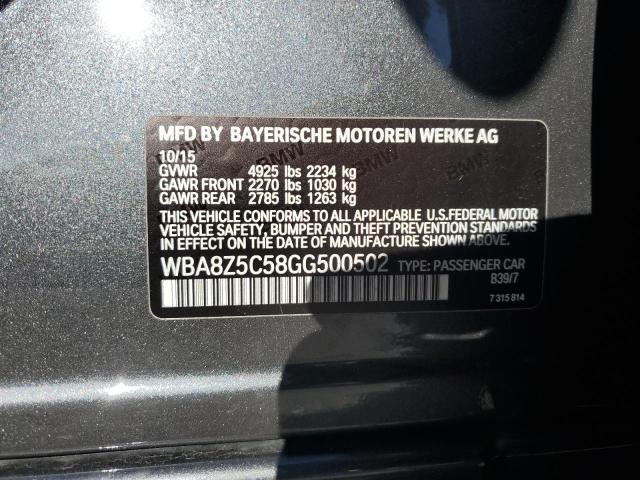 MFD BY BAYERISCHE MOTOREN WERKE AG
10/15
GVWR 4925 lbs 2234 kg
GAWR FRONT 2270 lbs 1030 kg
GAWR REAR 2785 lbs 1263 kg
THIS VEHICLE CONFORMS TO ALL APPLICABLE U.S.FEDERAL MOTOR
VEHICLE SAFETY, BUMPER AND THEFT PREVENTION STANDARDS
IN EFFECT ON THE DATE OF MANUFACTURE SHOWN ABOVE.
WBA8Z5C58GG500502 TYPE: PASSENGER CAR
B39/7
7 315 814